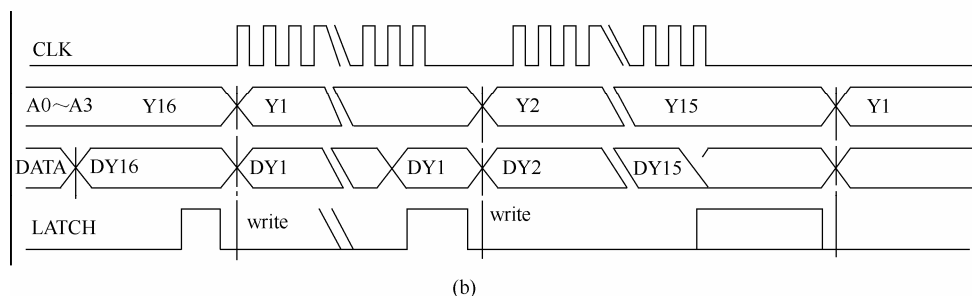 CLK
A0～A3 Y16 Y1 Y2 Y15 Y1
DATA DY16 DY1 DY1 DY2 DY15
LATCH write write
(b)